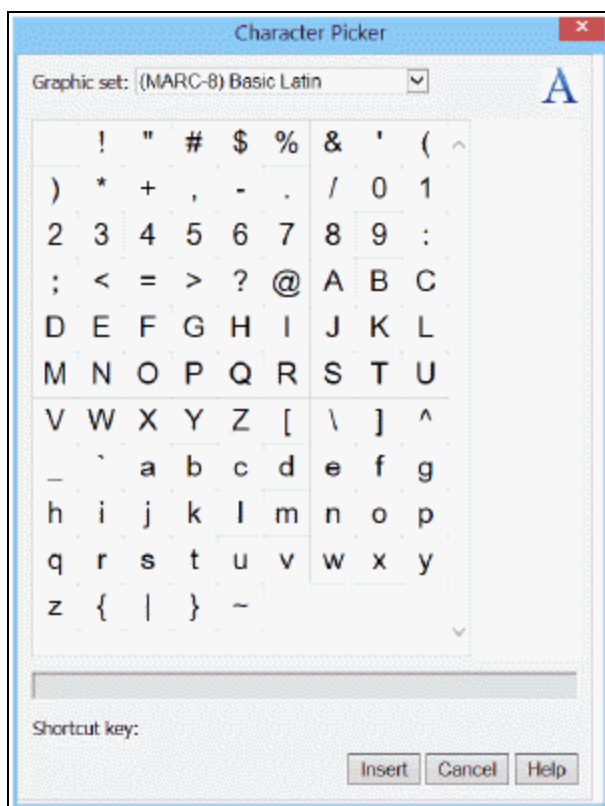 Character Picker ×
Graphic set: (MARC-8) Basic Latin A
! " # $ % & ' (
) * + , - . / 0 1
2 3 4 5 6 7 8 9 :
; < = > ? @ A B C
D E F G H I J K L
M N O P Q R S T U
V W X Y Z [ \ ] ^
_ ` a b c d e f g
h i j k l m n o p
q r s t u v w x y
z { | } ~
Shortcut key:
Insert Cancel Help